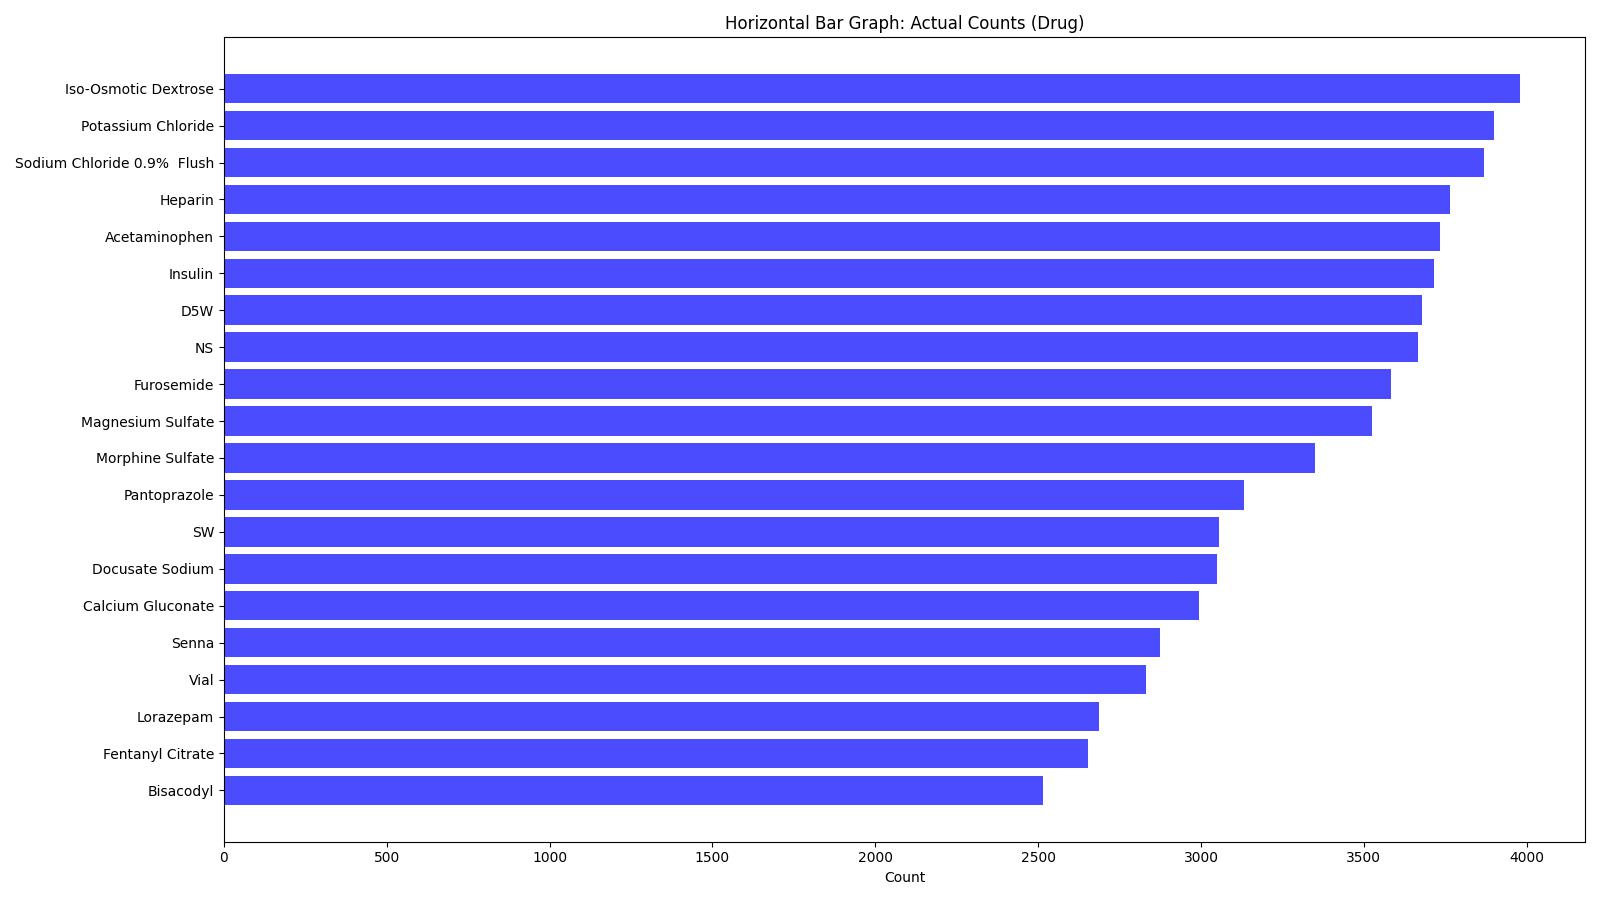 Horizontal Bar Graph: Actual Counts (Drug)
Iso-Osmotic Dextrose
Potassium Chloride
Sodium Chloride 0.9%  Flush
Heparin
Acetaminophen
Insulin
D5W
NS
Furosemide
Magnesium Sulfate
Morphine Sulfate
Pantoprazole
SW
Docusate Sodium
Calcium Gluconate
Senna
Vial
Lorazepam
Fentanyl Citrate
Bisacodyl
0 500 1000 1500 2000 2500 3000 3500 4000
Count